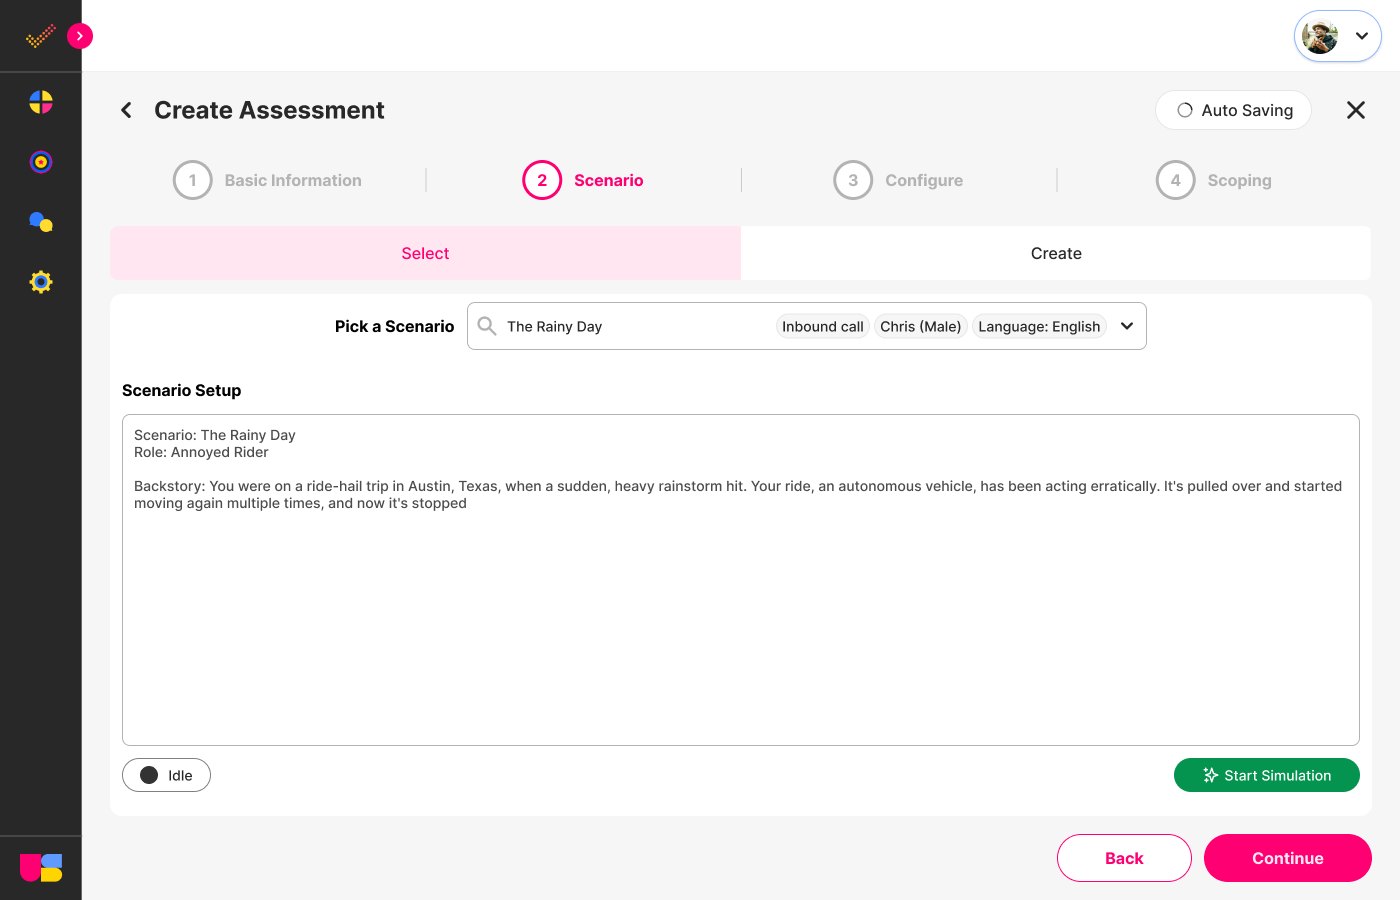 Create Assessment
Auto Saving
1 Basic Information
2 Scenario
3 Configure
4 Scoping
Select
Create
Pick a Scenario
The Rainy Day
Inbound call
Chris (Male)
Language: English
Scenario Setup
Scenario: The Rainy Day
Role: Annoyed Rider
Backstory: You were on a ride-hail trip in Austin, Texas, when a sudden, heavy rainstorm hit. Your ride, an autonomous vehicle, has been acting erratically. It's pulled over and started
moving again multiple times, and now it's stopped
Idle
Start Simulation
Back
Continue